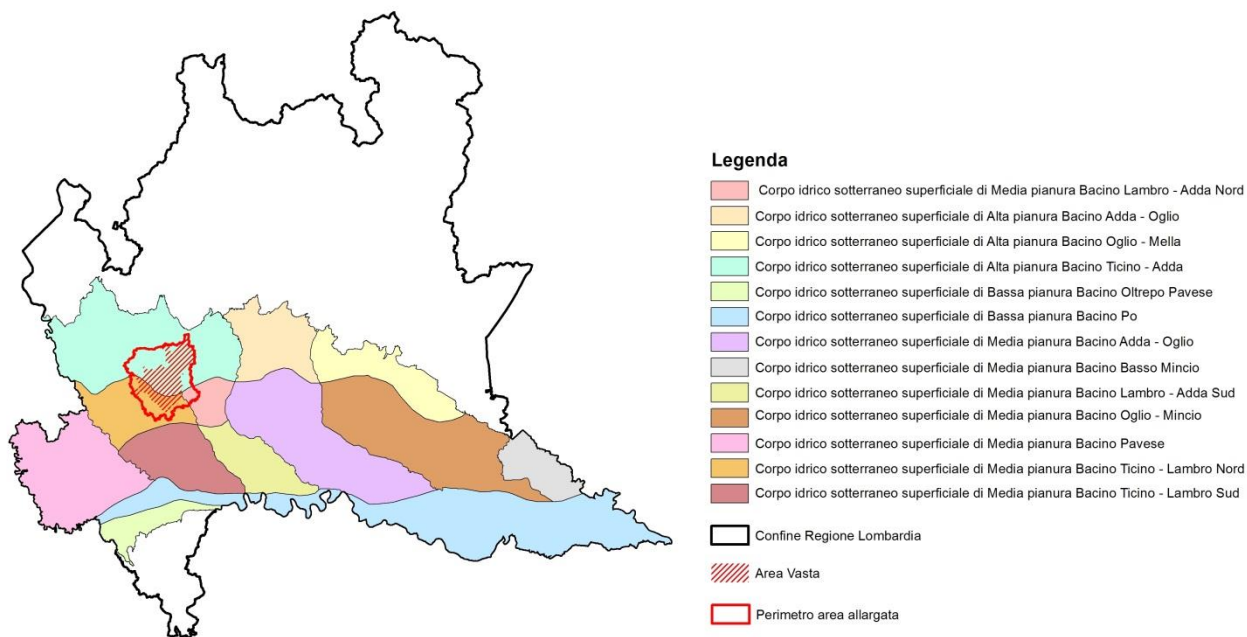 Legenda
Corpo idrico sotterraneo superficiale di Media pianura Bacino Lambro - Adda Nord
Corpo idrico sotterraneo superficiale di Alta pianura Bacino Adda - Oglio
Corpo idrico sotterraneo superficiale di Alta pianura Bacino Oglio - Mella
Corpo idrico sotterraneo superficiale di Alta pianura Bacino Ticino - Adda
Corpo idrico sotterraneo superficiale di Bassa pianura Bacino Oltrepo Pavese
Corpo idrico sotterraneo superficiale di Bassa pianura Bacino Po
Corpo idrico sotterraneo superficiale di Media pianura Bacino Adda - Oglio
Corpo idrico sotterraneo superficiale di Media pianura Bacino Basso Mincio
Corpo idrico sotterraneo superficiale di Media pianura Bacino Lambro - Adda Sud
Corpo idrico sotterraneo superficiale di Media pianura Bacino Oglio - Mincio
Corpo idrico sotterraneo superficiale di Media pianura Bacino Pavese
Corpo idrico sotterraneo superficiale di Media pianura Bacino Ticino - Lambro Nord
Corpo idrico sotterraneo superficiale di Media pianura Bacino Ticino - Lambro Sud
Confine Regione Lombardia
Area Vasta
Perimetro area allargata